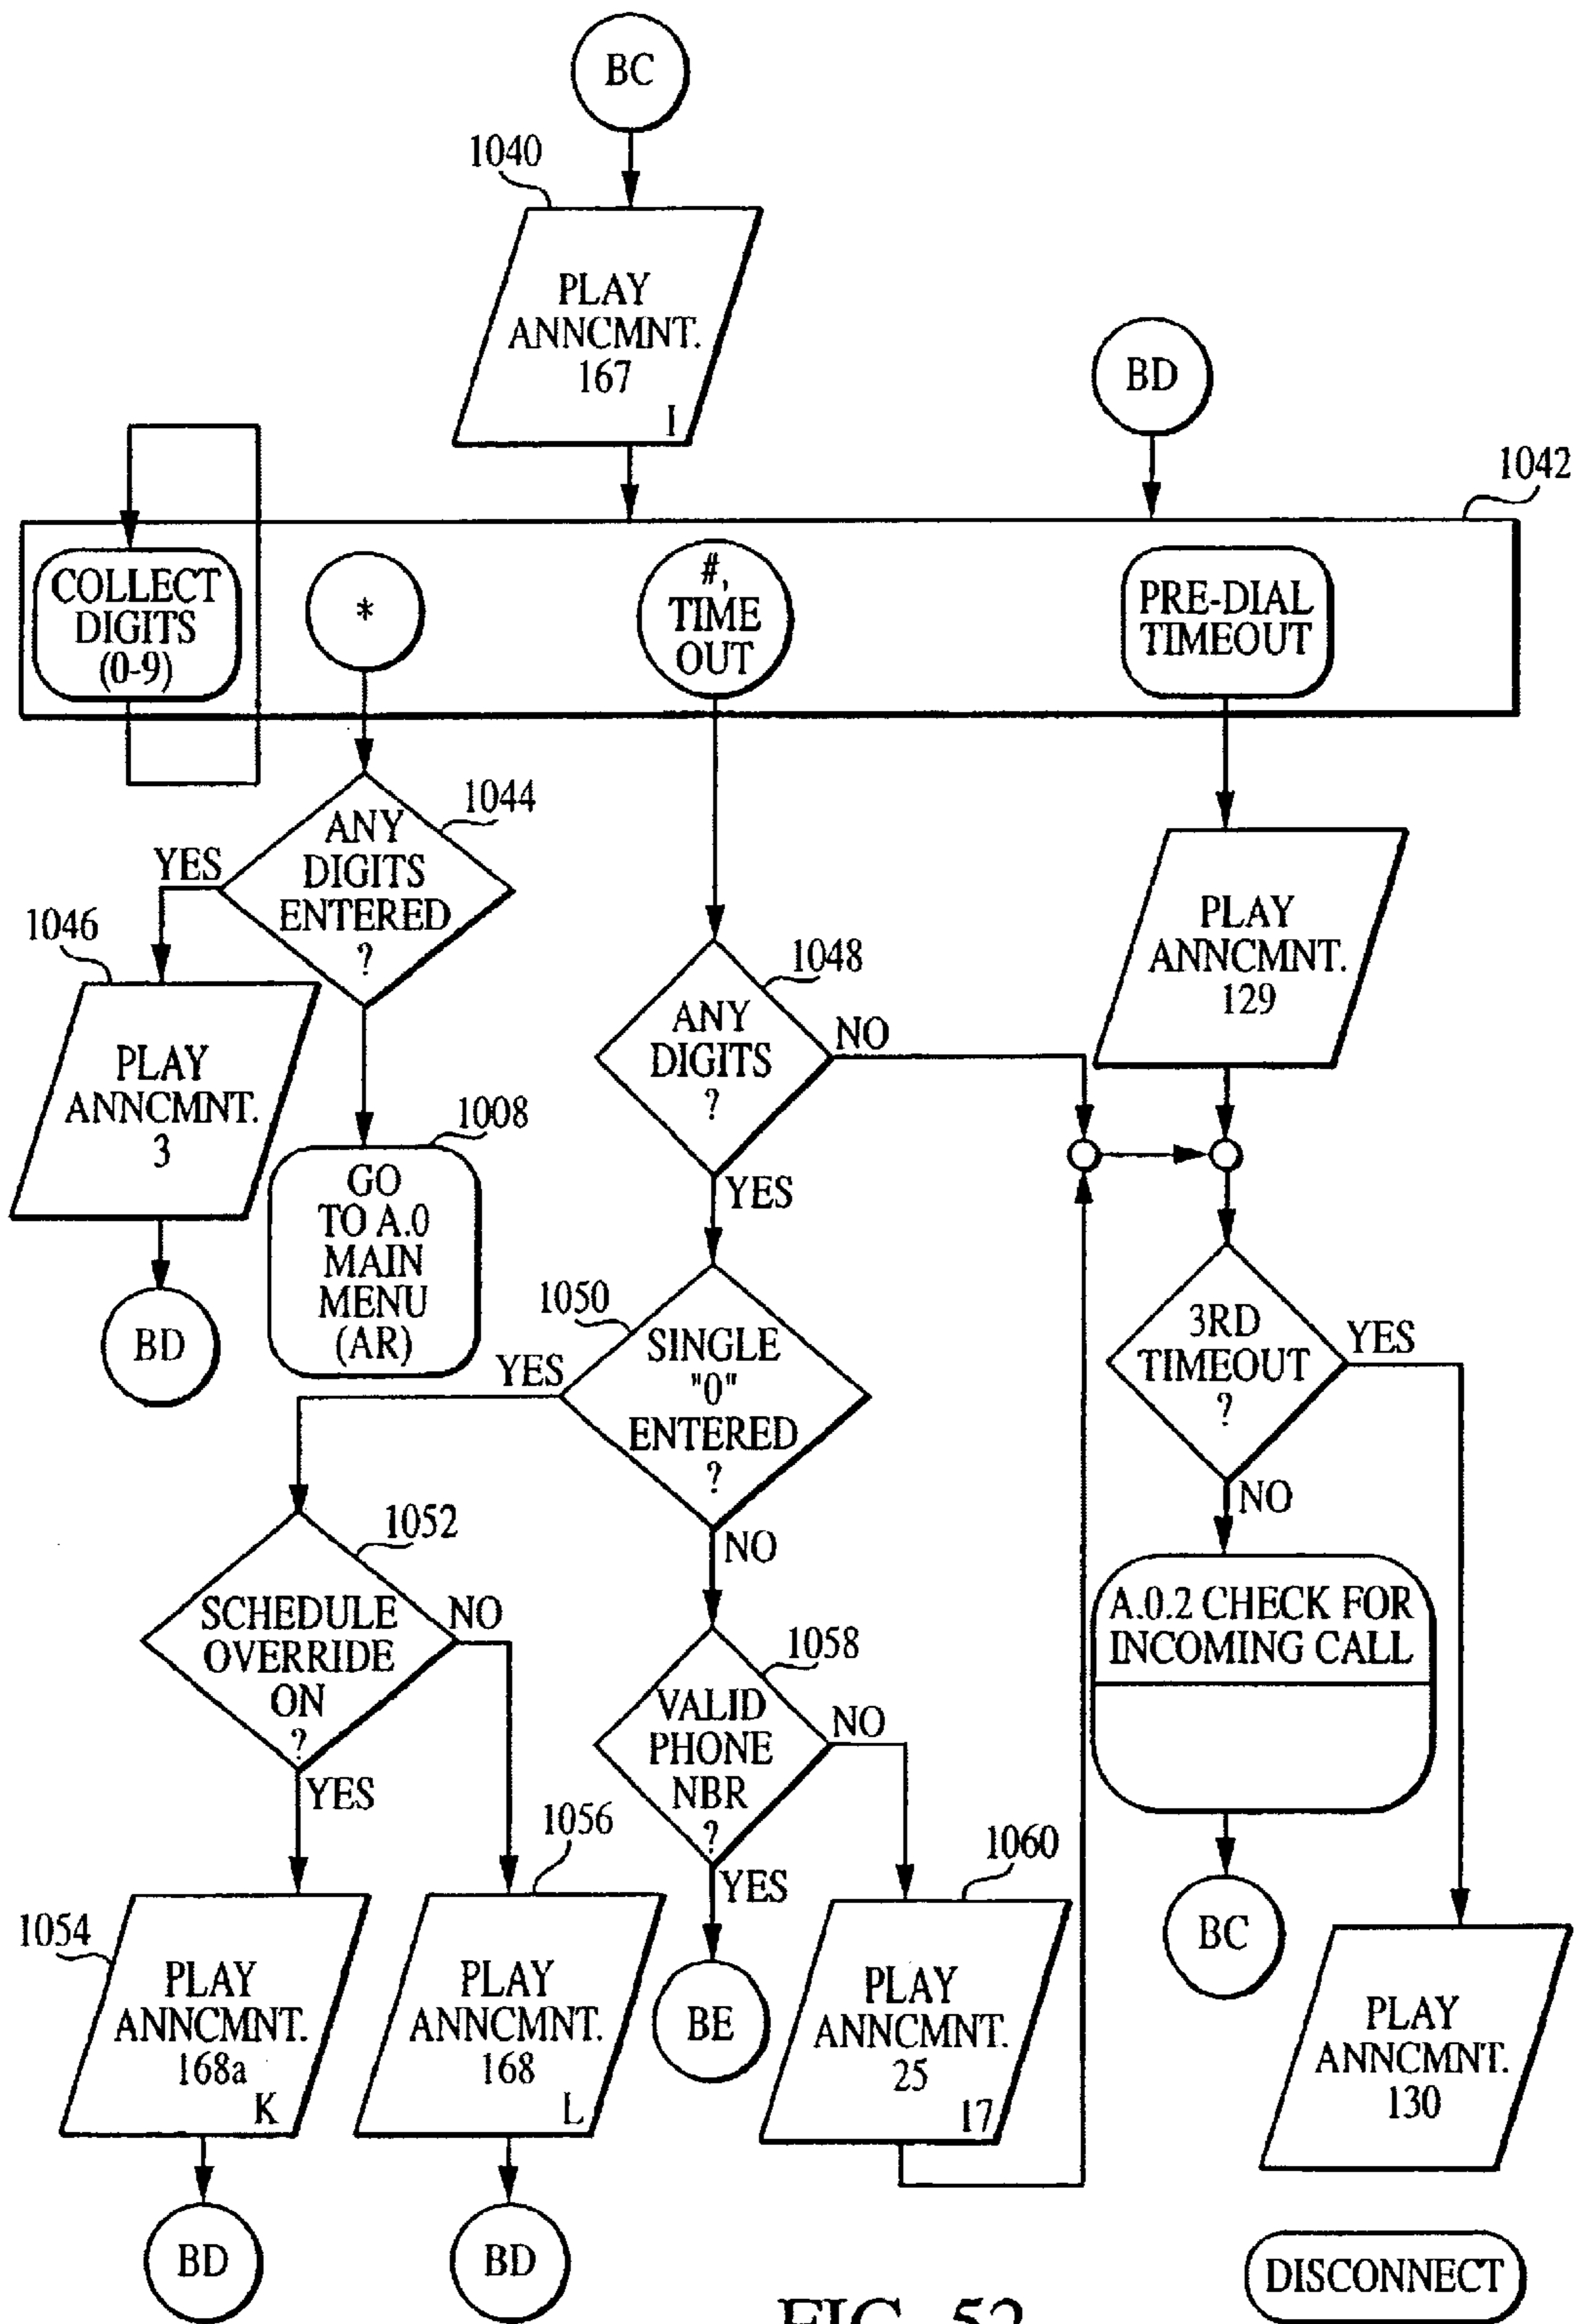 BC
1040
PLAY
ANNCMNT.
167
I
BD
1042
COLLECT
DIGITS
(0-9)
*
#,
TIME
OUT
PRE-DIAL
TIMEOUT
1044
ANY
DIGITS
ENTERED
?
YES
1046
PLAY
ANNCMNT.
3
BD
1008
GO
TO A.0
MAIN
MENU
(AR)
1048
ANY
DIGITS
?
NO
YES
PLAY
ANNCMNT.
129
1050
SINGLE
"0"
ENTERED
?
YES
NO
3RD
TIMEOUT
?
YES
NO
1052
SCHEDULE
OVERRIDE
ON
?
NO
YES
1058
VALID
PHONE
NBR
?
NO
YES
A.0.2 CHECK FOR
INCOMING CALL
BC
1054
PLAY
ANNCMNT.
168a
K
BD
1056
PLAY
ANNCMNT.
168
L
BD
BE
1060
PLAY
ANNCMNT.
25
17
PLAY
ANNCMNT.
130
DISCONNECT
FIG. 52